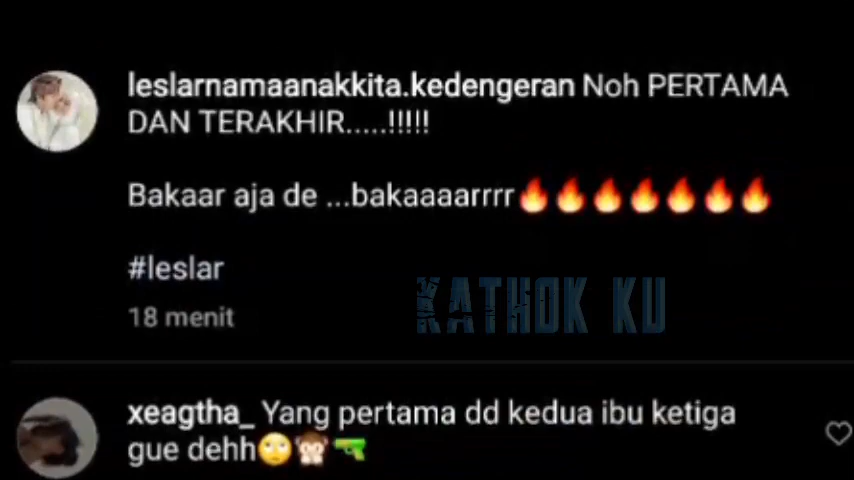 leslarnamaanakkita.kedengeran Noh PERTAMA
DAN TERAKHIR.....!!!!!
Bakaar aja de ...bakaaaarrrr🔥🔥🔥🔥🔥🔥🔥
#leslar
18 menit
KATHOK KU
xeagtha_ Yang pertama dd kedua ibu ketiga
gue dehh🙄🙊🔫